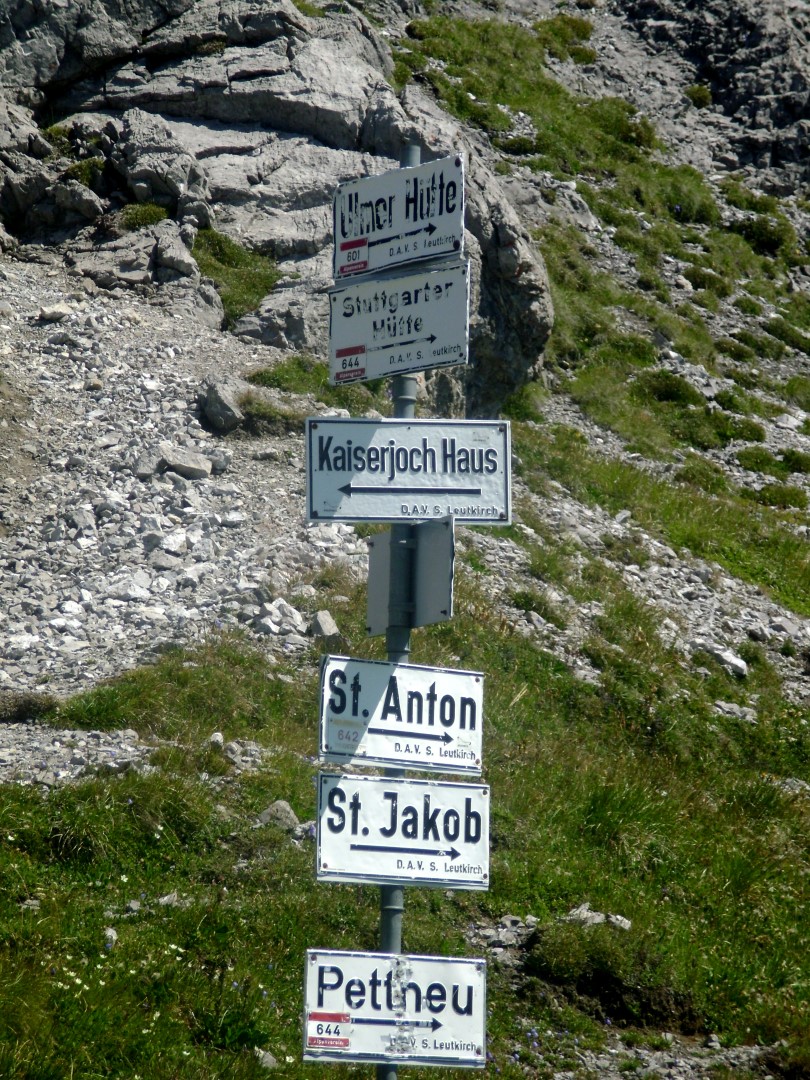 Ulmer Hütte
601
D.A.V. S. Leutkirch
Stuttgarter
Hütte
644
D.A.V. S. Leutkirch
Kaiserjoch Haus
D.A.V. S. Leutkirch
St. Anton
642
D.A.V. S. Leutkirch
St. Jakob
D.A.V. S. Leutkirch
Pettneu
644
Alpenverein
D.A.V. S. Leutkirch